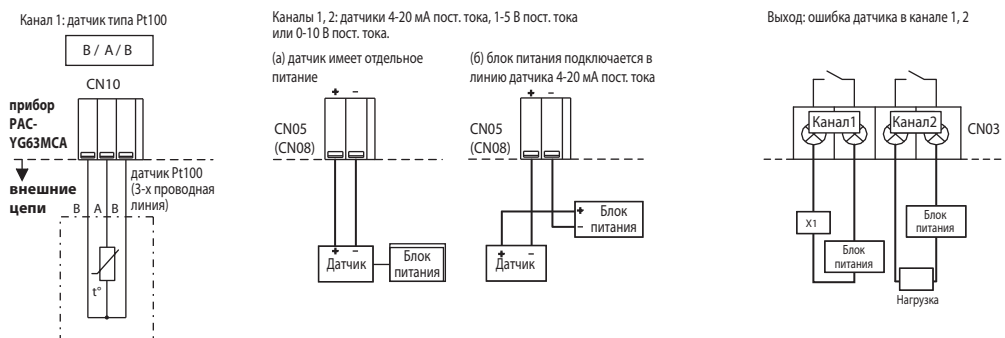 Канал 1: датчик типа Pt100
B / A / B
CN10
прибор
PAC-
YG63MCA
внешние
цепи
датчик Pt100
(3-х проводная
линия)
B A B
t°
Каналы 1, 2: датчики 4-20 мА пост. тока, 1-5 В пост. тока
или 0-10 В пост. тока.
(а) датчик имеет отдельное
питание
+ −
CN05
(CN08)
+ −
Датчик
Блок
питания
(б) блок питания подключается в
линию датчика 4-20 мА пост. тока
+ −
CN05
(CN08)
+
−
Блок
питания
+ −
Датчик
Выход: ошибка датчика в канале 1, 2
Канал1
Канал2
CN03
X1
Блок
питания
Блок
питания
Нагрузка